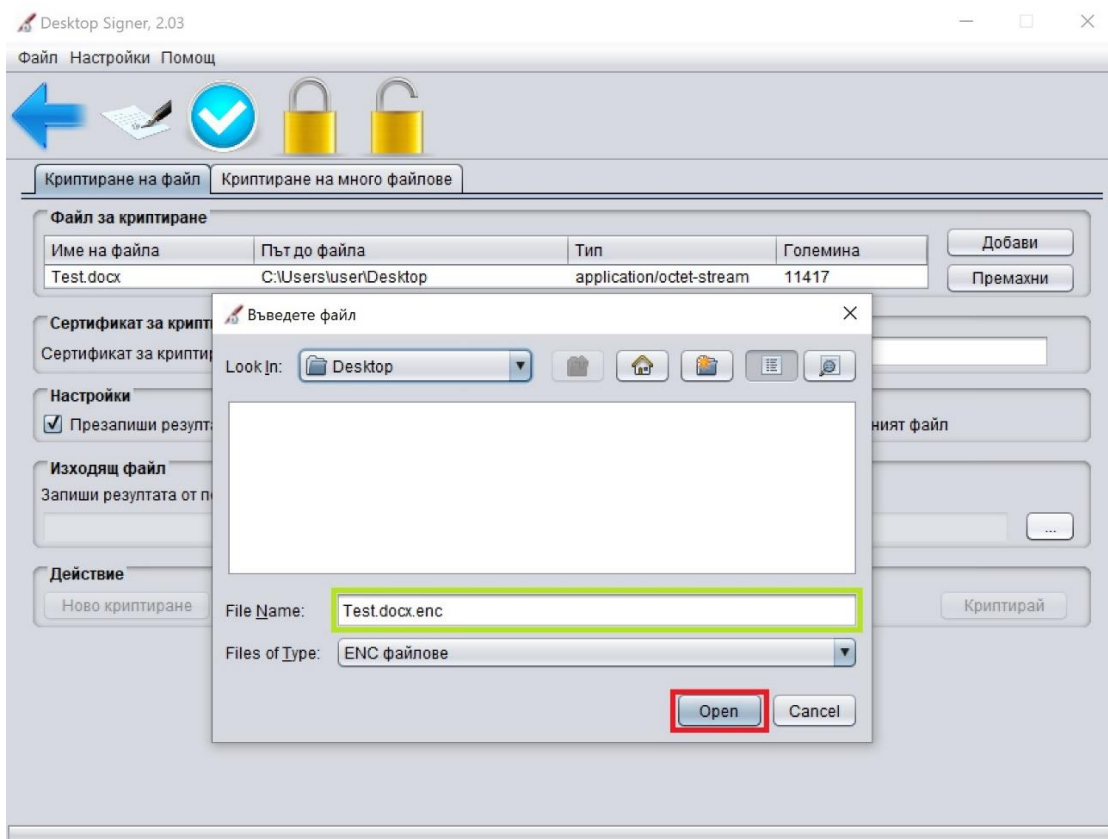 Desktop Signer, 2.03
Файл Настройки Помощ
Криптиране на файл Криптиране на много файлове
Файл за криптиране
Име на файла Път до файла Тип Големина
Test.docx C:\Users\user\Desktop application/octet-stream 11417
Добави
Премахни
Въведете файл
Сертификат за крипт
Сертификат за криптир
Look In: Desktop
Настройки
Презапиши резулт
ният файл
Изходящ файл
Запиши резултата от п
...
Действие
Ново криптиране
Криптирай
File Name: Test.docx.enc
Files of Type: ENC файлове
Open Cancel